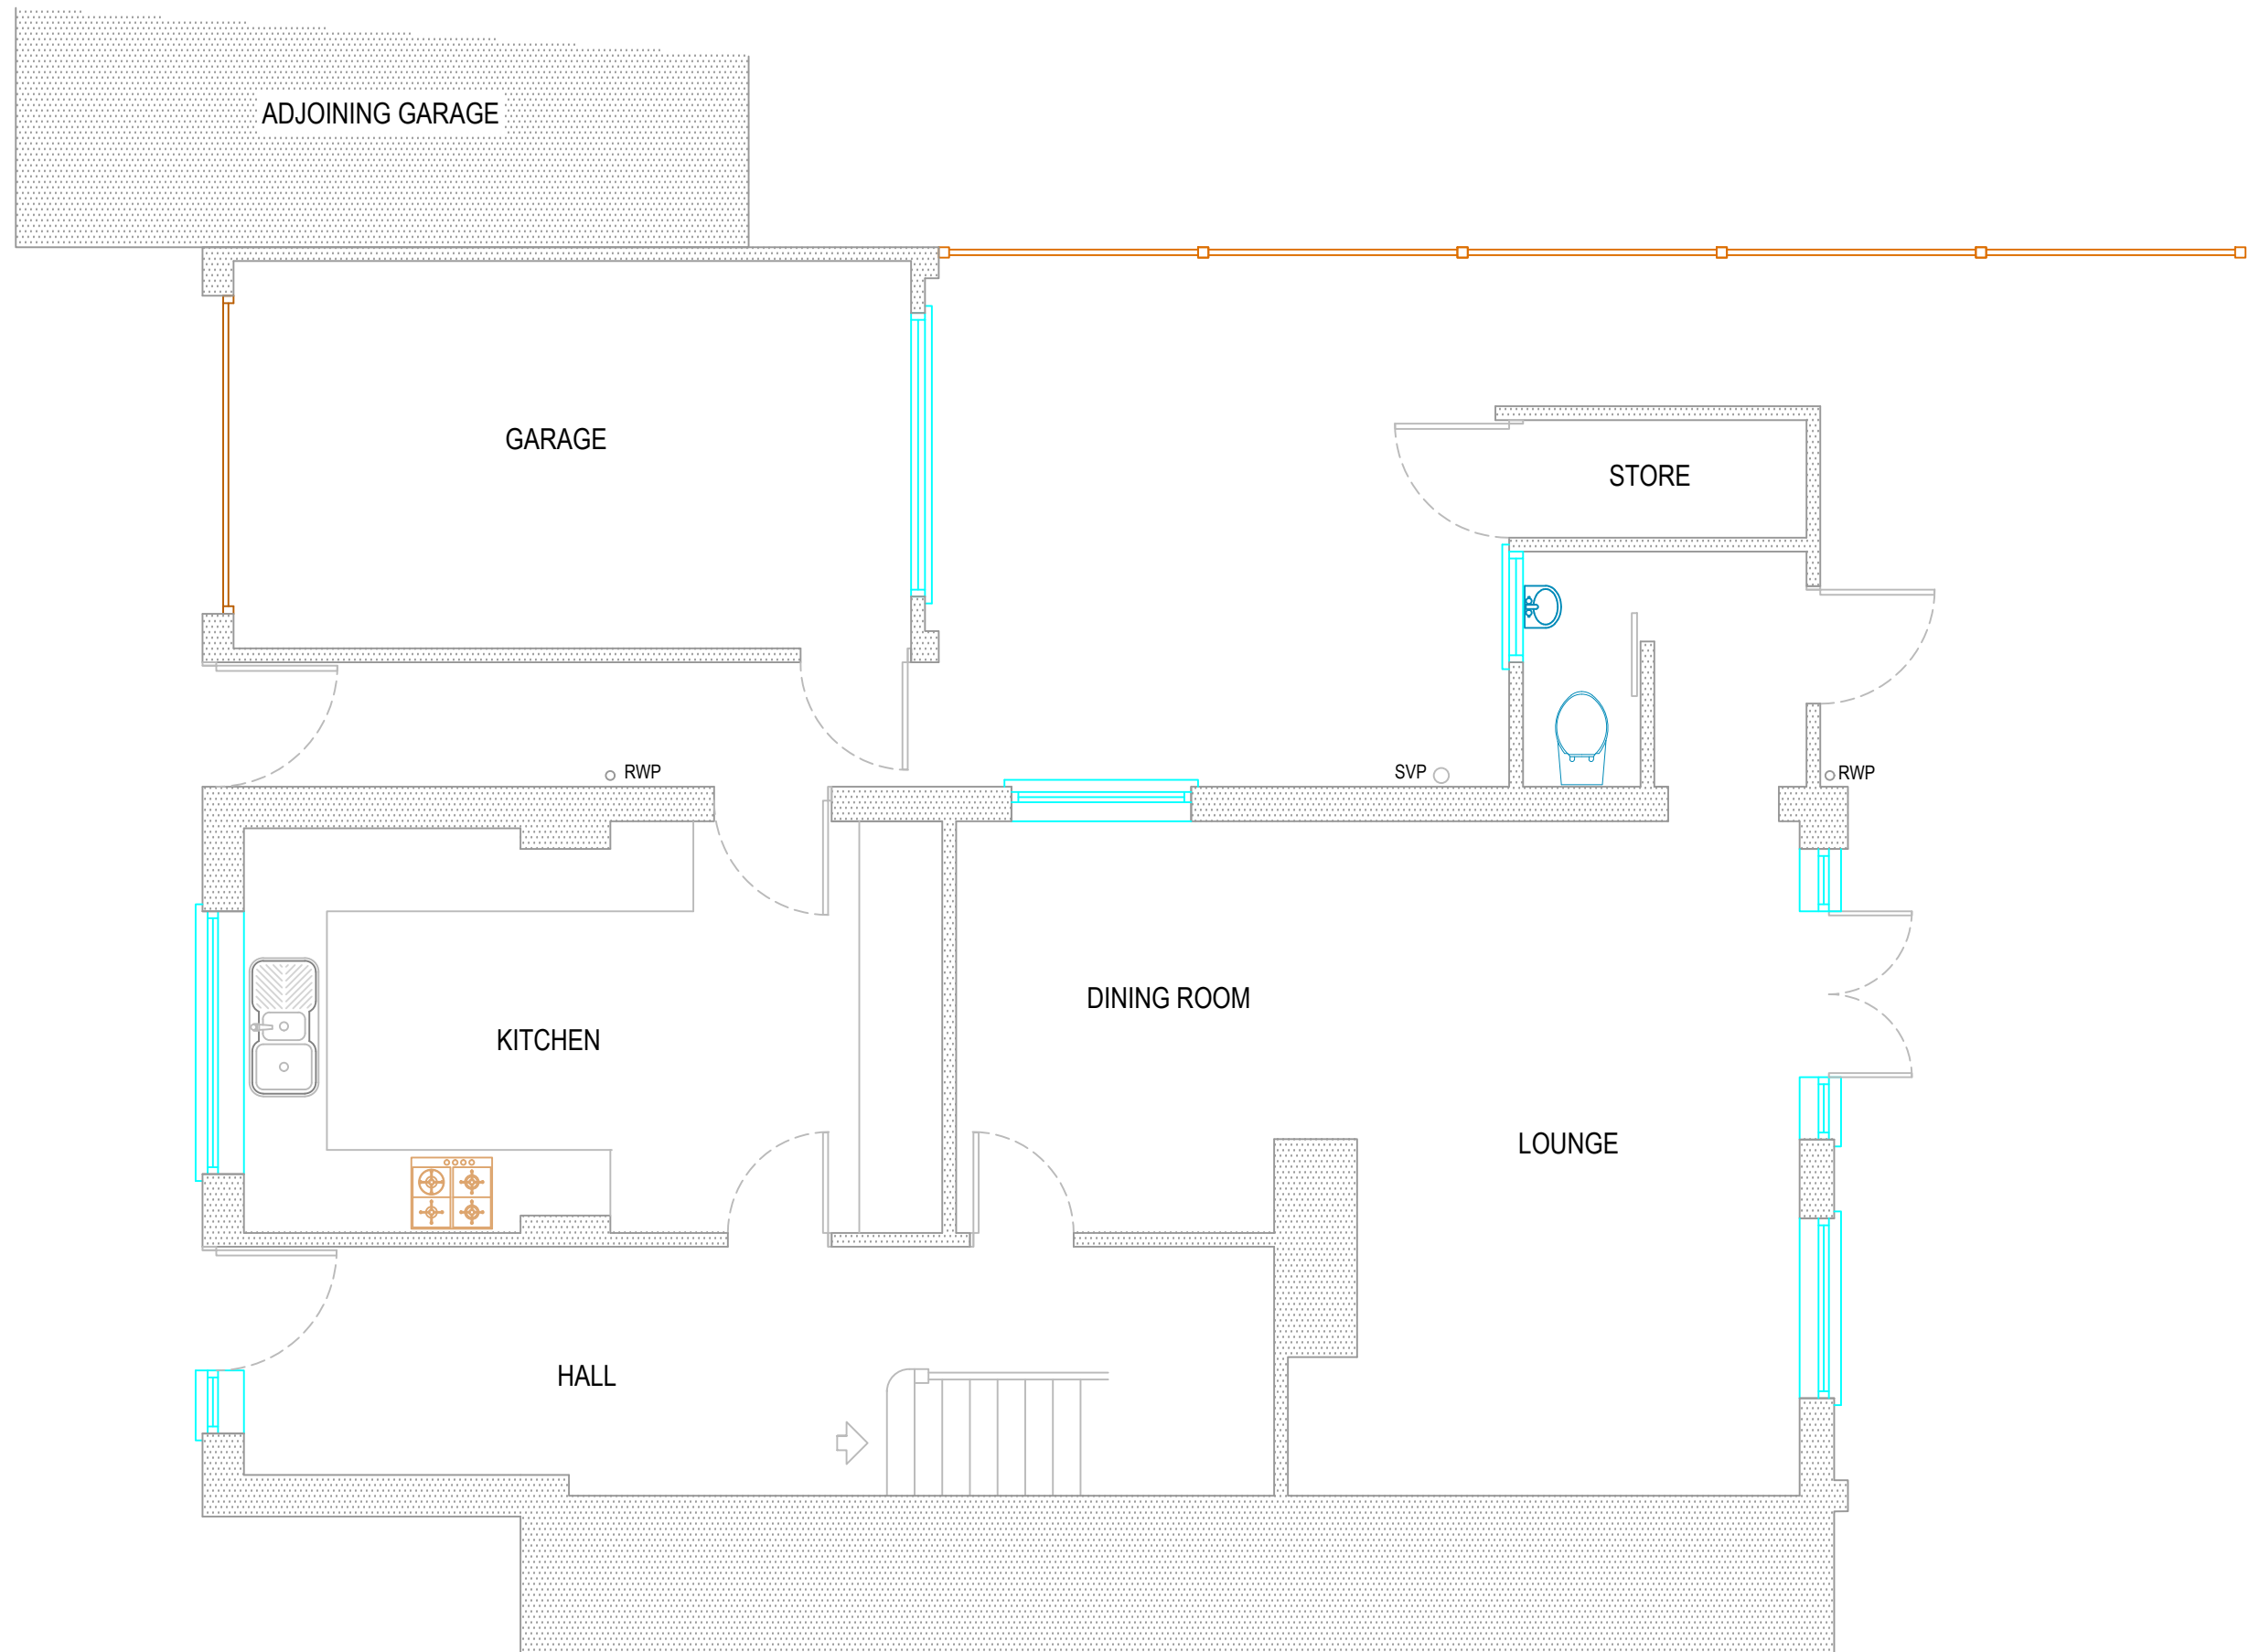 ADJOINING GARAGE
GARAGE
STORE
RWP
SVP
RWP
DINING ROOM
KITCHEN
LOUNGE
HALL